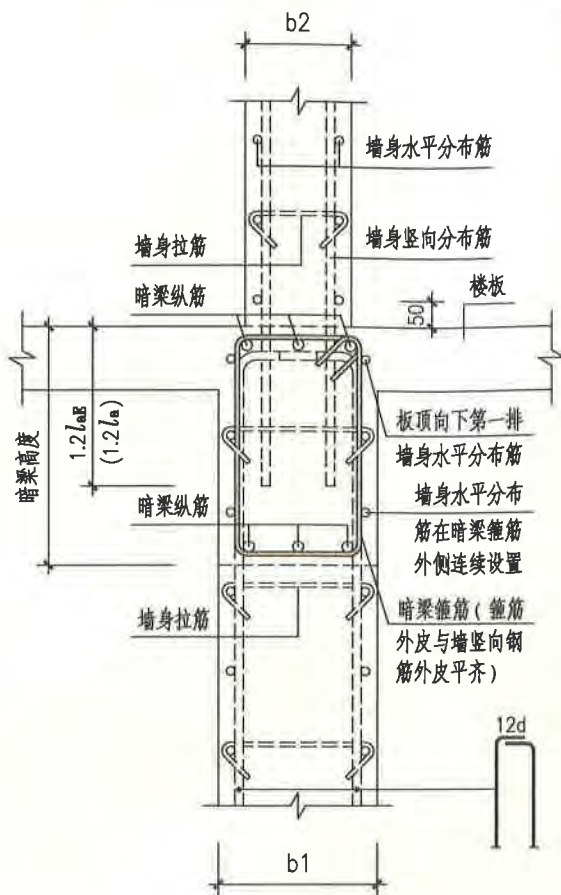 b2
墙身水平分布筋
墙身拉筋
墙身竖向分布筋
暗梁纵筋
50
楼板
暗梁高度
1.2laE
(1.2la)
板顶向下第一排
墙身水平分布筋
暗梁纵筋
墙身水平分布
筋在暗梁箍筋
外侧连续设置
墙身拉筋
暗梁箍筋(箍筋
外皮与墙竖向钢
筋外皮平齐)
12d
b1